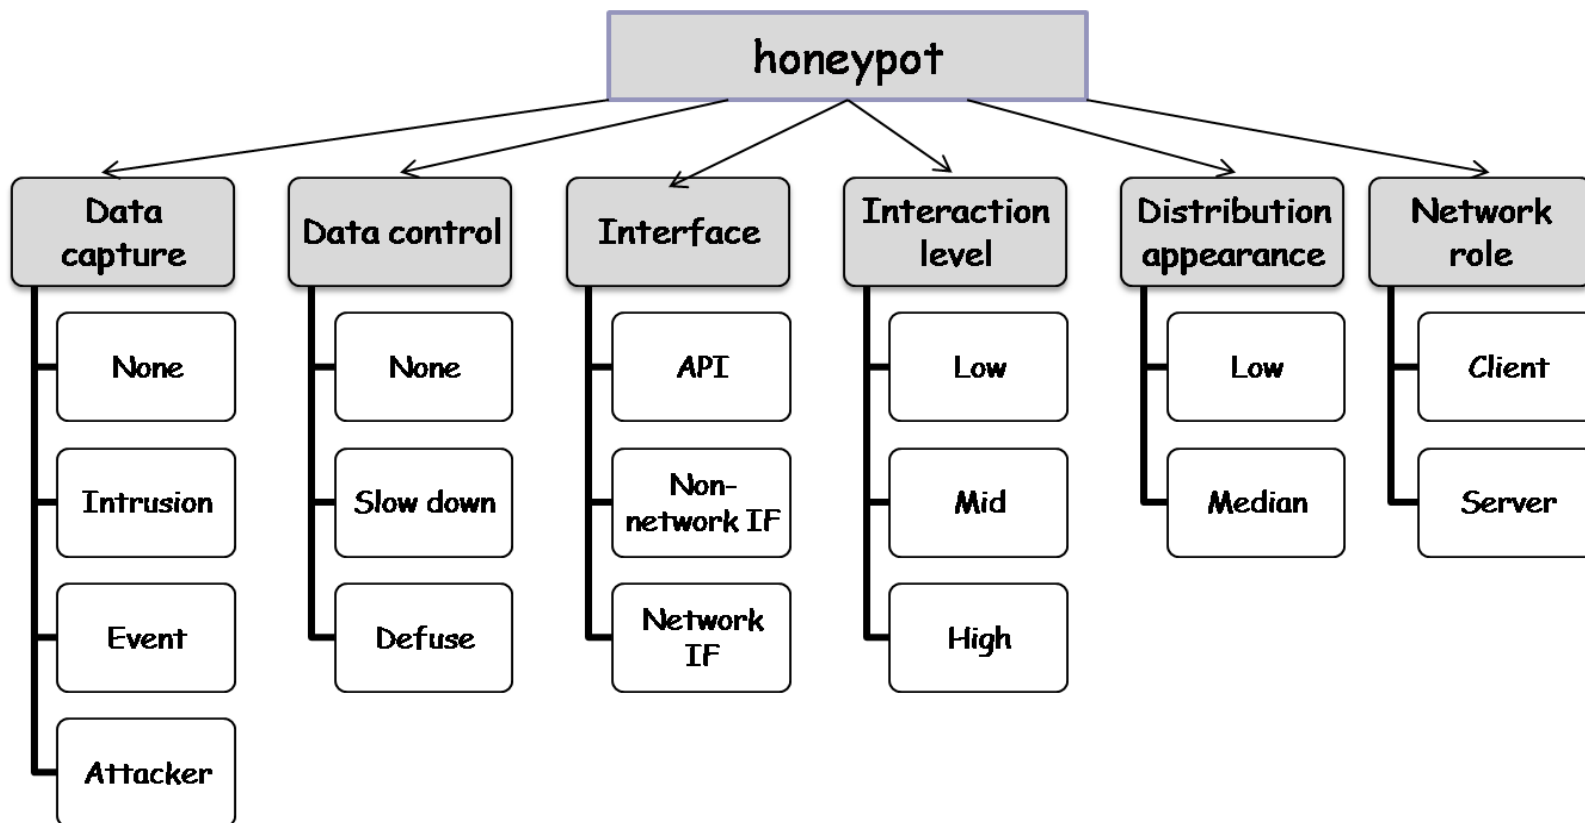 honeypot
Data
capture
Data control
Interface
Interaction
level
Distribution
appearance
Network
role
None
None
API
Low
Low
Client
Intrusion
Slow down
Non-
network IF
Mid
Median
Server
Event
Defuse
Network
IF
High
Attacker